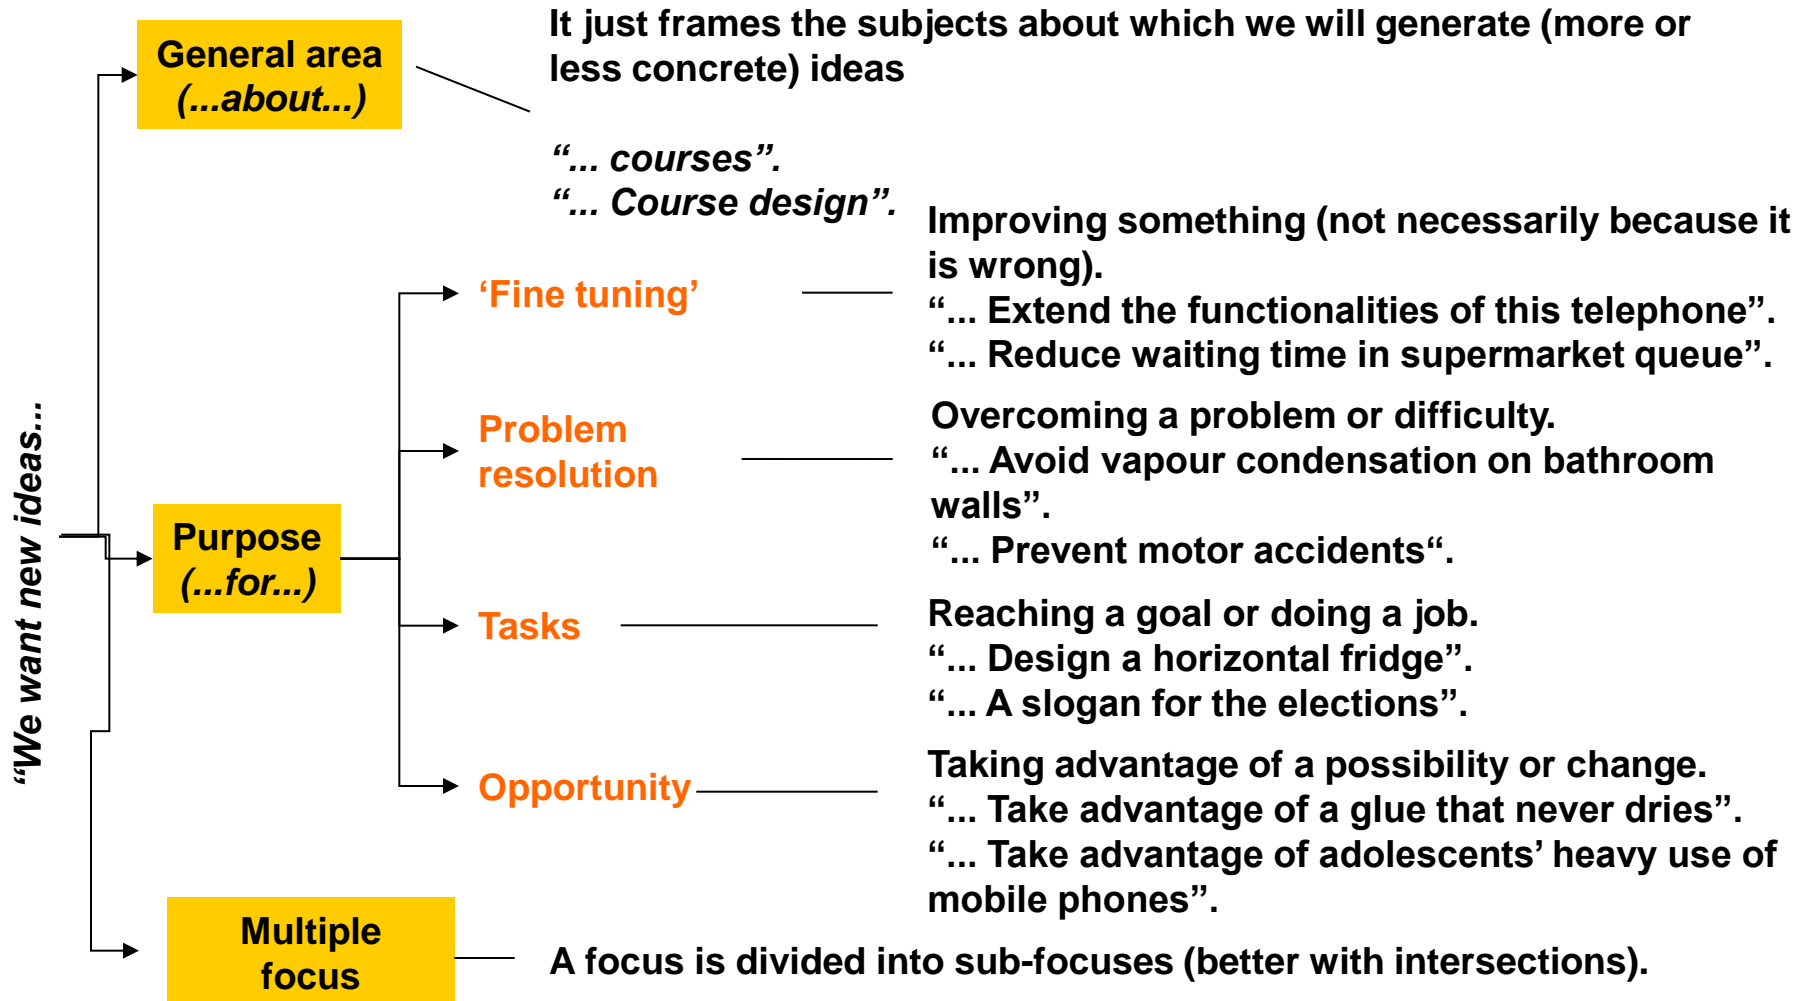 “We want new ideas...
General area
(...about...)
It just frames the subjects about which we will generate (more or
less concrete) ideas
“... courses”.
“... Course design”.
Purpose
(...for...)
‘Fine tuning’
Improving something (not necessarily because it
is wrong).
“... Extend the functionalities of this telephone”.
“... Reduce waiting time in supermarket queue”.
Problem
resolution
Overcoming a problem or difficulty.
“... Avoid vapour condensation on bathroom
walls”.
“... Prevent motor accidents“.
Tasks
Reaching a goal or doing a job.
“... Design a horizontal fridge”.
“... A slogan for the elections”.
Opportunity
Taking advantage of a possibility or change.
“... Take advantage of a glue that never dries”.
“... Take advantage of adolescents’ heavy use of
mobile phones”.
Multiple
focus
A focus is divided into sub-focuses (better with intersections).